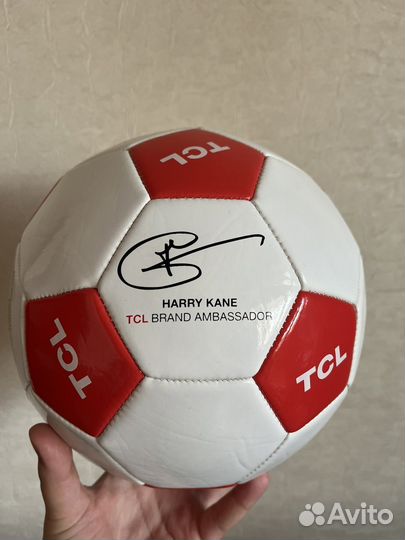 TCL
HARRY KANE
TCL BRAND AMBASSADOR
TCL
TCL
Avito